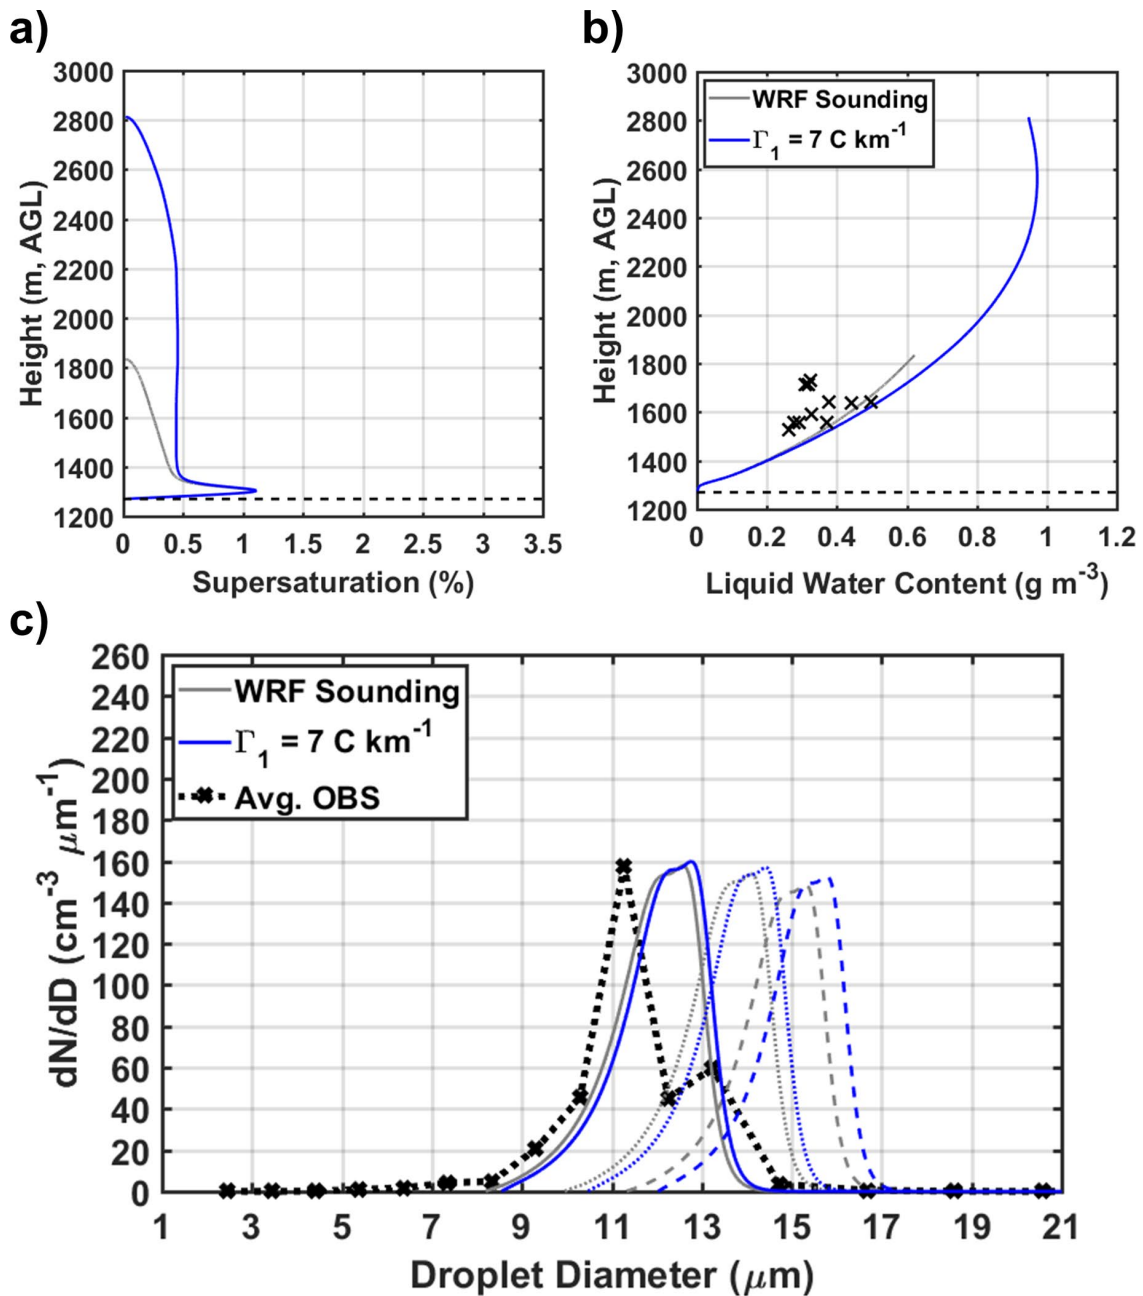 a)
3000
2800
2600
2400
2200
2000
1800
1600
1400
1200
Height (m, AGL)
0 0.5 1 1.5 2 2.5 3 3.5
Supersaturation (%)
b)
3000
2800
2600
2400
2200
2000
1800
1600
1400
1200
Height (m, AGL)
WRF Sounding
Γ₁ = 7 C km⁻¹
0 0.2 0.4 0.6 0.8 1 1.2
Liquid Water Content (g m⁻³)
c)
260
240
220
200
180
160
140
120
100
80
60
40
20
0
dN/dD (cm⁻³ μm⁻¹)
WRF Sounding
Γ₁ = 7 C km⁻¹
Avg. OBS
1 3 5 7 9 11 13 15 17 19 21
Droplet Diameter (μm)